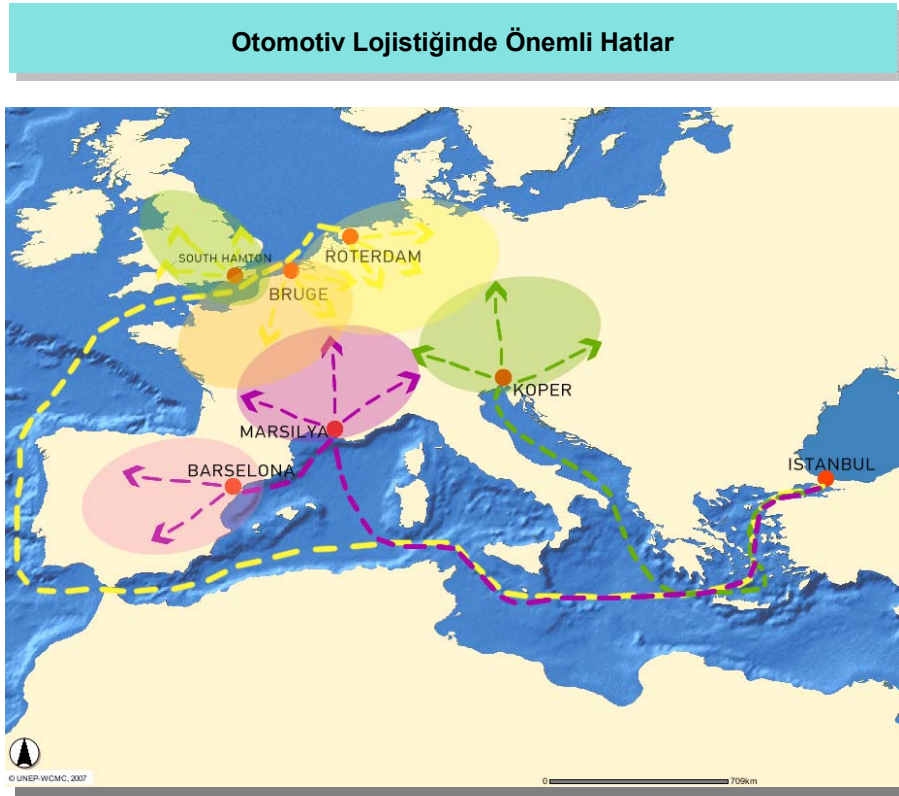 Otomotiv Lojistiğinde Önemli Hatlar
SOUTH HAMTON
ROTERDAM
BRUGE
KOPER
MARSILYA
BARSELONA
ISTANBUL
© UNEP-WCMC, 2007
0 709km